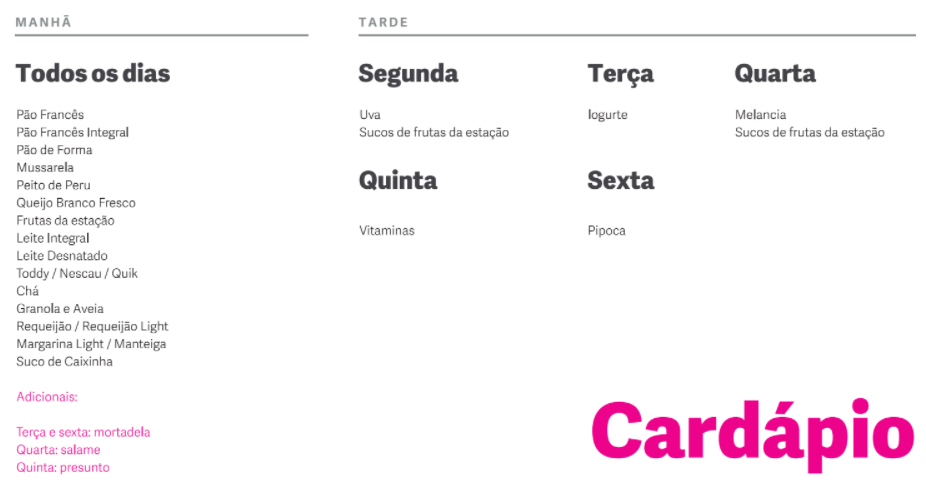 MANHÃ
Todos os dias
Pão Francês
Pão Francês Integral
Pão de Forma
Mussarela
Peito de Peru
Queijo Branco Fresco
Frutas da estação
Leite Integral
Leite Desnatado
Toddy / Nescau / Quik
Chá
Granola e Aveia
Requeijão / Requeijão Light
Margarina Light / Manteiga
Suco de Caixinha
Adicionais:
Terça e sexta: mortadela
Quarta: salame
Quinta: presunto
TARDE
Segunda
Uva
Sucos de frutas da estação
Terça
Iogurte
Quarta
Melancia
Sucos de frutas da estação
Quinta
Vitaminas
Sexta
Pipoca
Cardápio